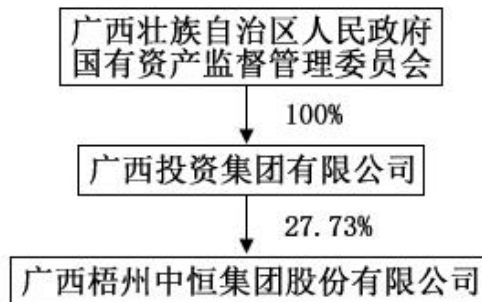 广西壮族自治区人民政府
国有资产监督管理委员会
100%
广西投资集团有限公司
27.73%
广西梧州中恒集团股份有限公司